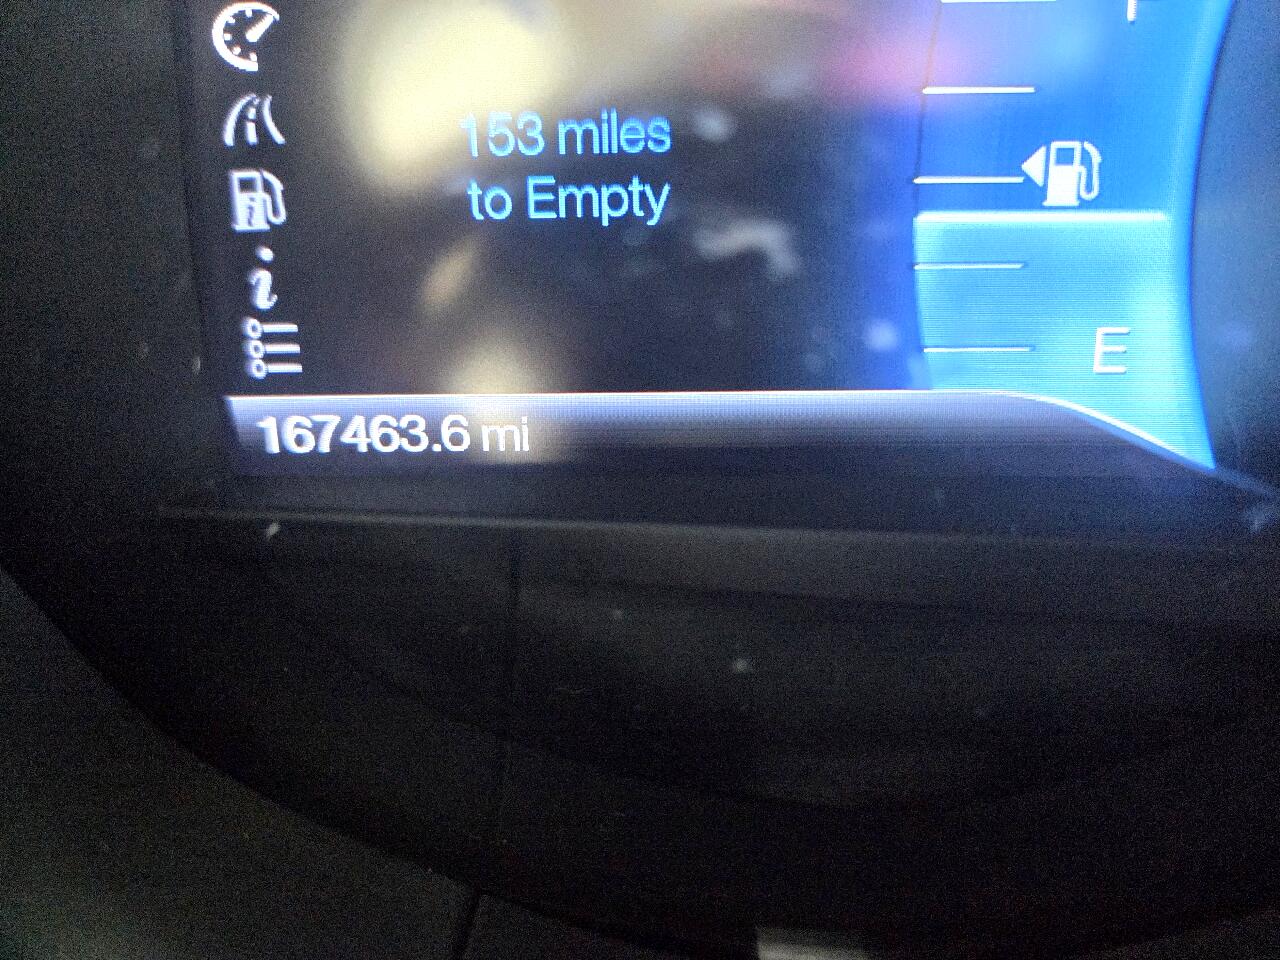 153 miles
to Empty
E
167463.6 mi